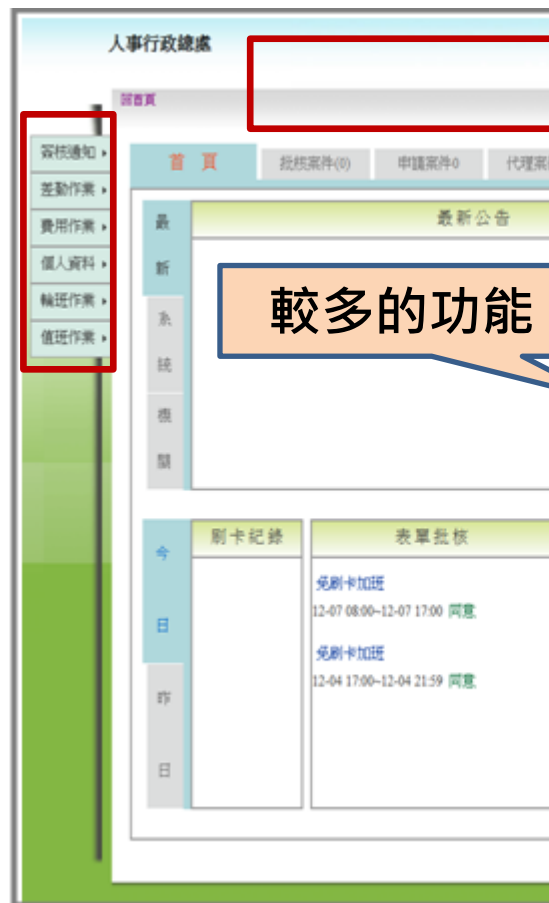 人事行政總處
回首頁
簽核通知
差勤作業
費用作業
個人資料
輪班作業
值班作業
首 頁
批核案件(0)
申請案件0
代理案
最新
系統
機關
最新公告
較多的功能
今日
昨日
刷卡紀錄
表單批核
免刷卡加班
12-07 08:00~12-07 17:00 同意
免刷卡加班
12-04 17:00~12-04 21:59 同意